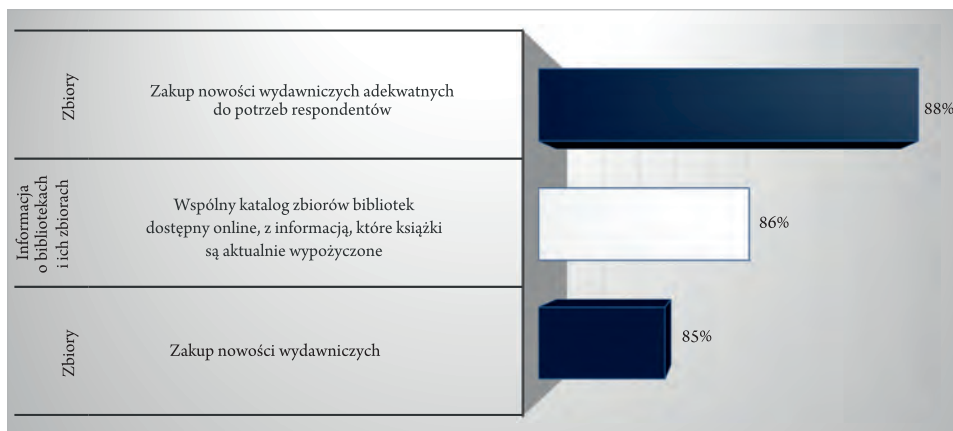 Zbiory
Zakup nowości wydawniczych adekwatnych
do potrzeb respondentów
88%
Informacja
o bibliotekach
i ich zbiorach
Wspólny katalog zbiorów bibliotek
dostępny online, z informacją, które książki
są aktualnie wypożyczone
86%
Zbiory
Zakup nowości wydawniczych
85%